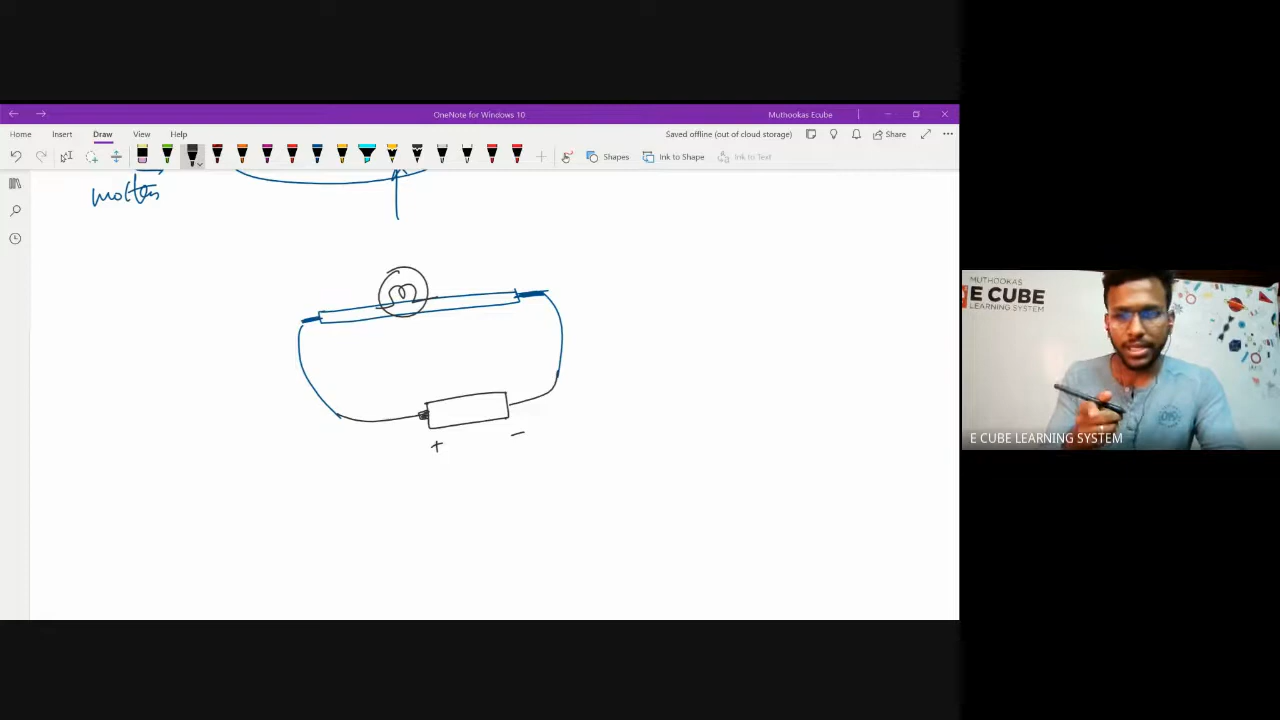 OneNote for Windows 10
Muthookas Ecube
Home Insert Draw View Help
Saved offline (out of cloud storage)
Share
Shapes
Ink to Shape
Ink to Text
molten
+
−
MUTHOOKAS
E CUBE
LEARNING SYSTEM
E CUBE LEARNING SYSTEM